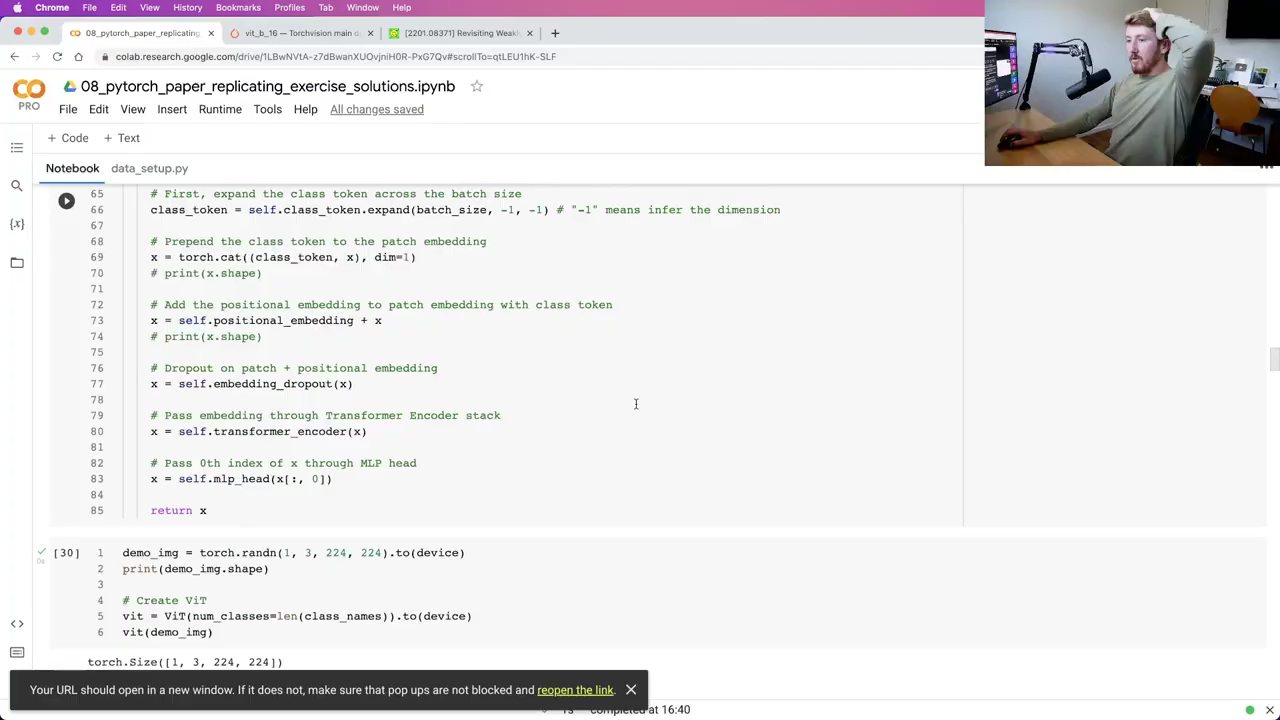 Chrome File Edit View History Bookmarks Profiles Tab Window Help
08_pytorch_paper_replicating_ vit_b_16 — Torchvision main d [2201.08371] Revisiting Weakly
colab.research.google.com/drive/1LBwNVtA-z7dBwanXUOvjniH0R-PxG7Qv#scrollTo=qtLEU1hK-SLF
CO
PRO
08_pytorch_paper_replicating_exercise_solutions.ipynb
File Edit View Insert Runtime Tools Help All changes saved
+ Code + Text
Notebook data_setup.py
65 # First, expand the class token across the batch size
66 class_token = self.class_token.expand(batch_size, -1, -1) # "-1" means infer the dimension
67
68 # Prepend the class token to the patch embedding
69 x = torch.cat((class_token, x), dim=1)
70 # print(x.shape)
71
72 # Add the positional embedding to patch embedding with class token
73 x = self.positional_embedding + x
74 # print(x.shape)
75
76 # Dropout on patch + positional embedding
77 x = self.embedding_dropout(x)
78
79 # Pass embedding through Transformer Encoder stack
80 x = self.transformer_encoder(x)
81
82 # Pass 0th index of x through MLP head
83 x = self.mlp_head(x[:, 0])
84
85 return x
[30] 1 demo_img = torch.randn(1, 3, 224, 224).to(device)
0s 2 print(demo_img.shape)
3
4 # Create ViT
5 vit = ViT(num_classes=len(class_names)).to(device)
6 vit(demo_img)
torch.Size([1, 3, 224, 224])
Your URL should open in a new window. If it does not, make sure that pop ups are not blocked and reopen the link.
1s completed at 16:40